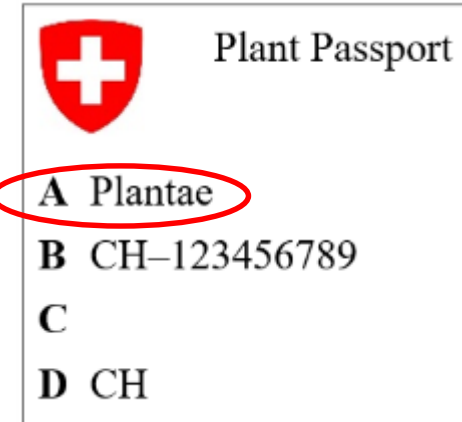 Plant Passport
A Plantae
B CH–123456789
C
D CH